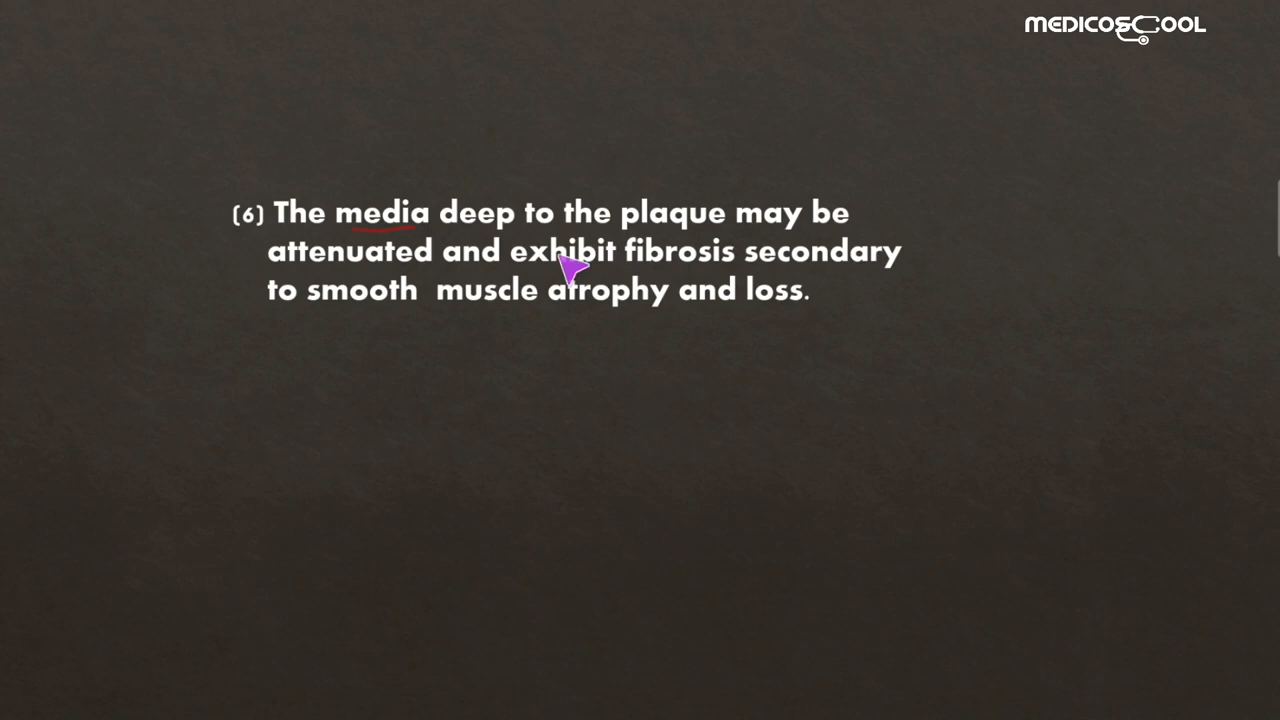 MEDICOSCOOL
(6) The media deep to the plaque may be
attenuated and exhibit fibrosis secondary
to smooth muscle atrophy and loss.